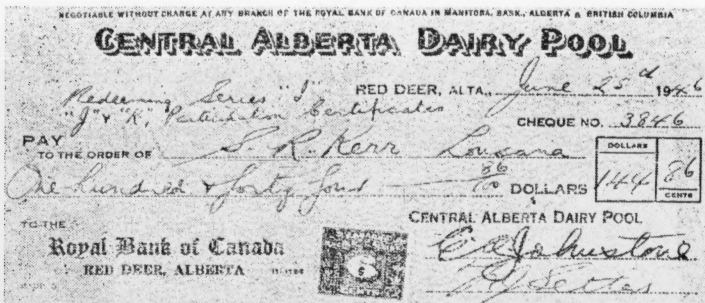 NEGOTIABLE WITHOUT CHARGE AT ANY BRANCH OF THE ROYAL BANK OF CANADA IN MANITOBA, SASK., ALBERTA & BRITISH COLUMBIA
CENTRAL ALBERTA DAIRY POOL
RED DEER, ALTA., June 25th 1946
Redeeming Series "I"
"J" & "K", Participation Certificates
CHEQUE NO. 3846
PAY
TO THE ORDER OF S. R. Kerr Lousana
DOLLARS
One hundred & forty four 86/100 DOLLARS 144 86
CENTS
TO THE CENTRAL ALBERTA DAIRY POOL
Royal Bank of Canada
RED DEER, ALBERTA
E A Johnstone